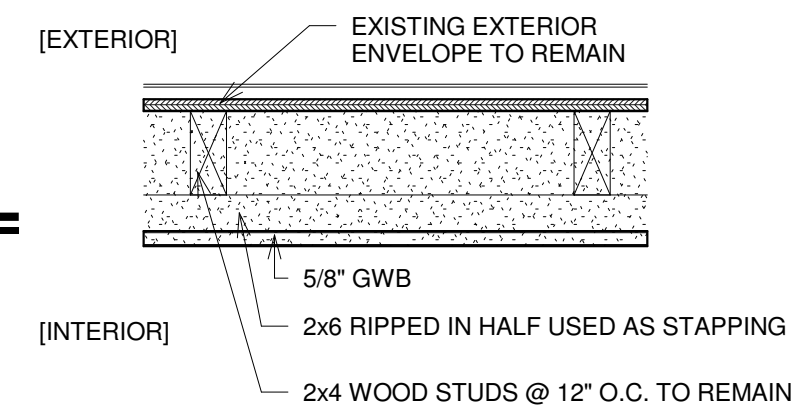 [EXTERIOR]
EXISTING EXTERIOR
ENVELOPE TO REMAIN
5/8" GWB
[INTERIOR]
2x6 RIPPED IN HALF USED AS STAPPING
2x4 WOOD STUDS @ 12" O.C. TO REMAIN